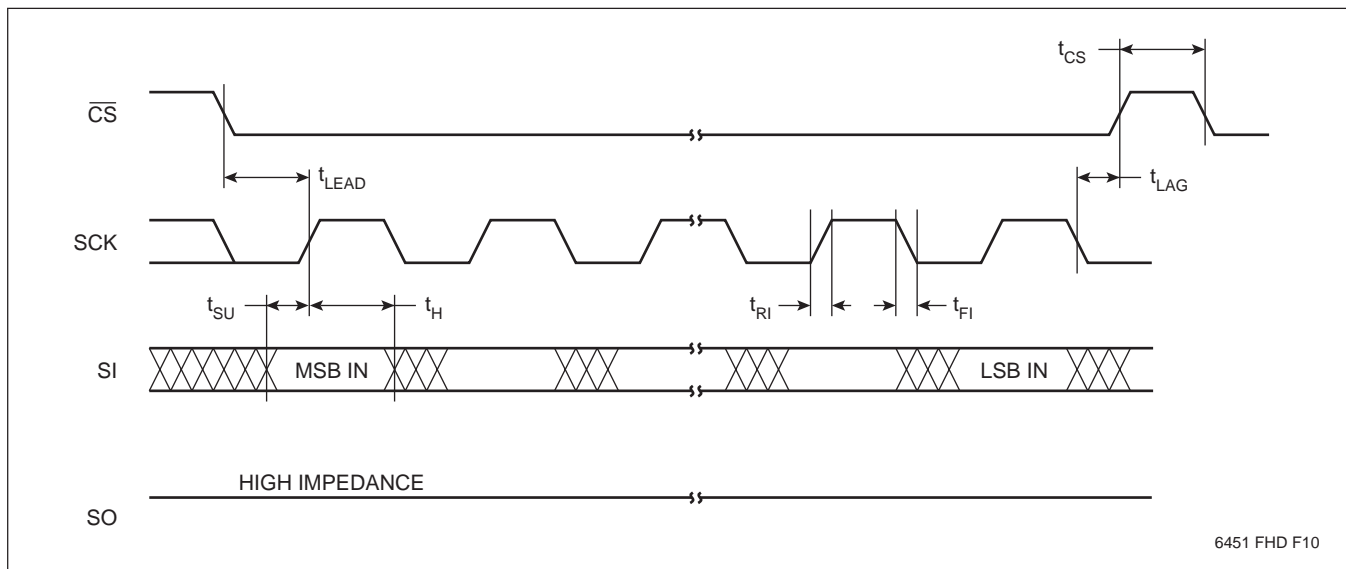 tCS
CS
tLEAD
tLAG
SCK
tSU
tH
tRI
tFI
SI
MSB IN
LSB IN
HIGH IMPEDANCE
SO
6451 FHD F10